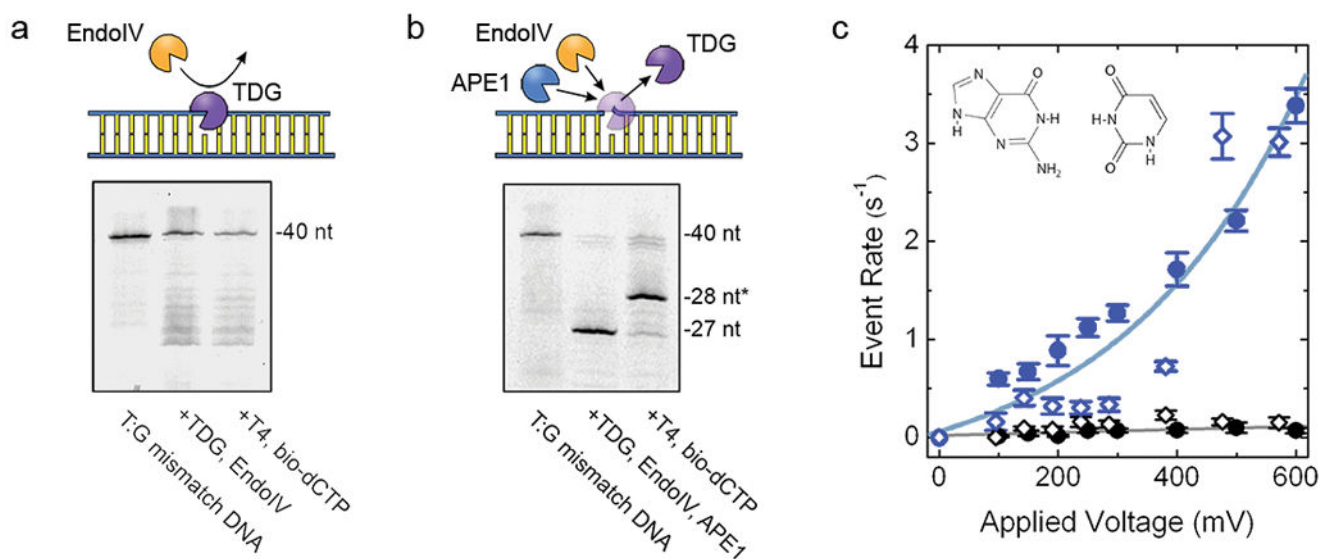 a
EndoIV
TDG
-40 nt
T:G mismatch DNA
+TDG, EndoIV
+T4, bio-dCTP
b
EndoIV
TDG
APE1
-40 nt
-28 nt*
-27 nt
T:G mismatch DNA
+TDG, EndoIV, APE1
+T4, bio-dCTP
c
4
3
2
1
0
Event Rate (s⁻¹)
0
200
400
600
Applied Voltage (mV)
N
O
N
H
N-H
N
NH₂
O
H-N
O
N
H